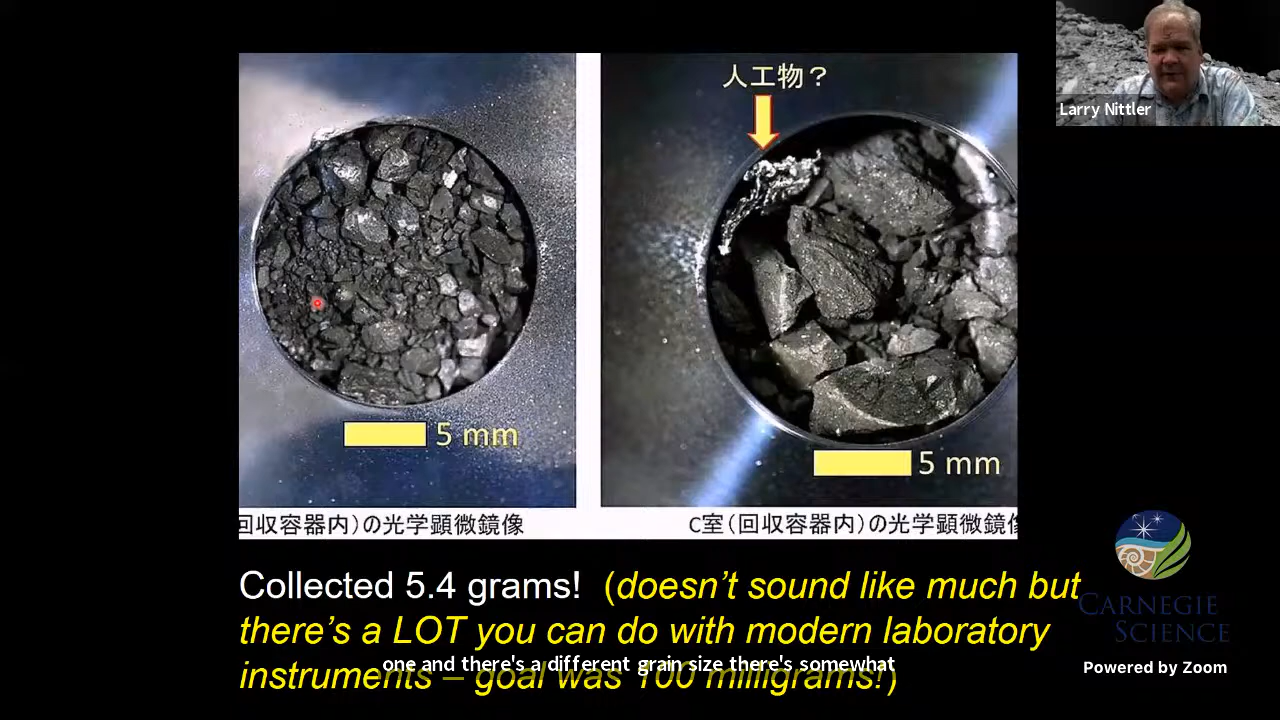 人工物？
Larry Nittler
5 mm
5 mm
回収容器内）の光学顕微鏡像
C室（回収容器内）の光学顕微鏡
Collected 5.4 grams!  (doesn’t sound like much but
there’s a LOT you can do with modern laboratory
instruments – goal was 100 milligrams!)
one and there's a different grain size there's somewhat
CARNEGIE
SCIENCE
Powered by Zoom